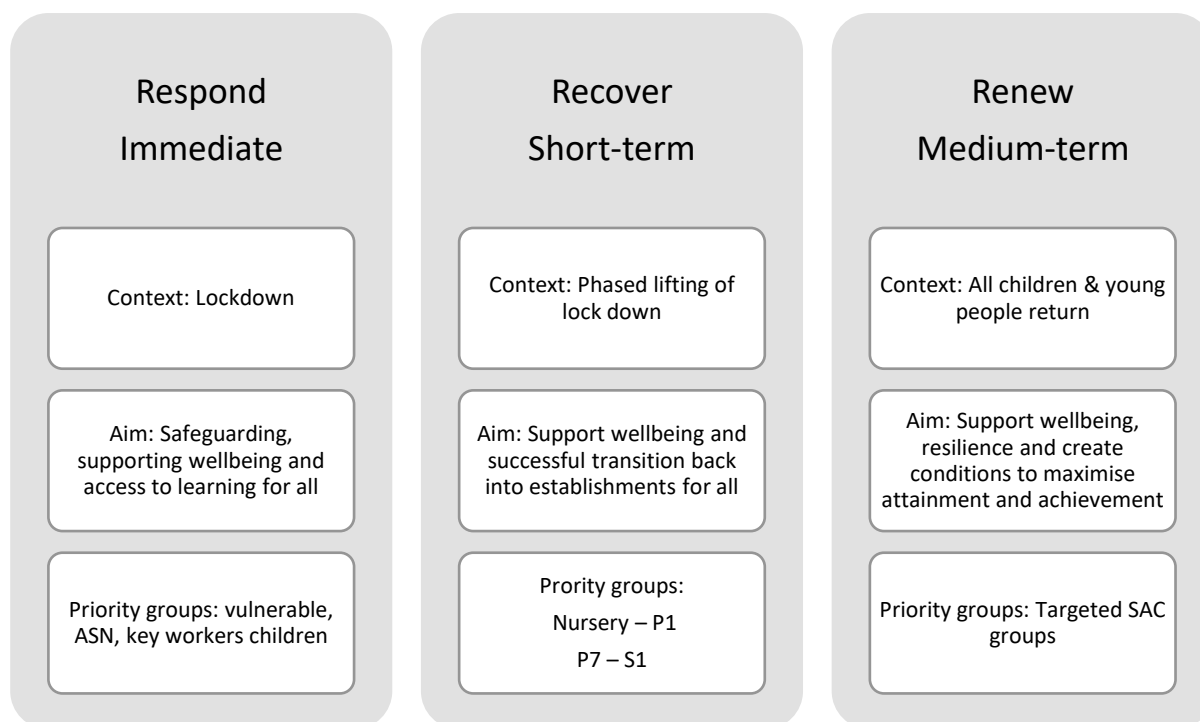 Respond
Immediate
Context: Lockdown
Aim: Safeguarding,
supporting wellbeing and
access to learning for all
Priority groups: vulnerable,
ASN, key workers children
Recover
Short-term
Context: Phased lifting of
lock down
Aim: Support wellbeing and
successful transition back
into establishments for all
Prority groups:
Nursery – P1
P7 – S1
Renew
Medium-term
Context: All children & young
people return
Aim: Support wellbeing,
resilience and create
conditions to maximise
attainment and achievement
Priority groups: Targeted SAC
groups